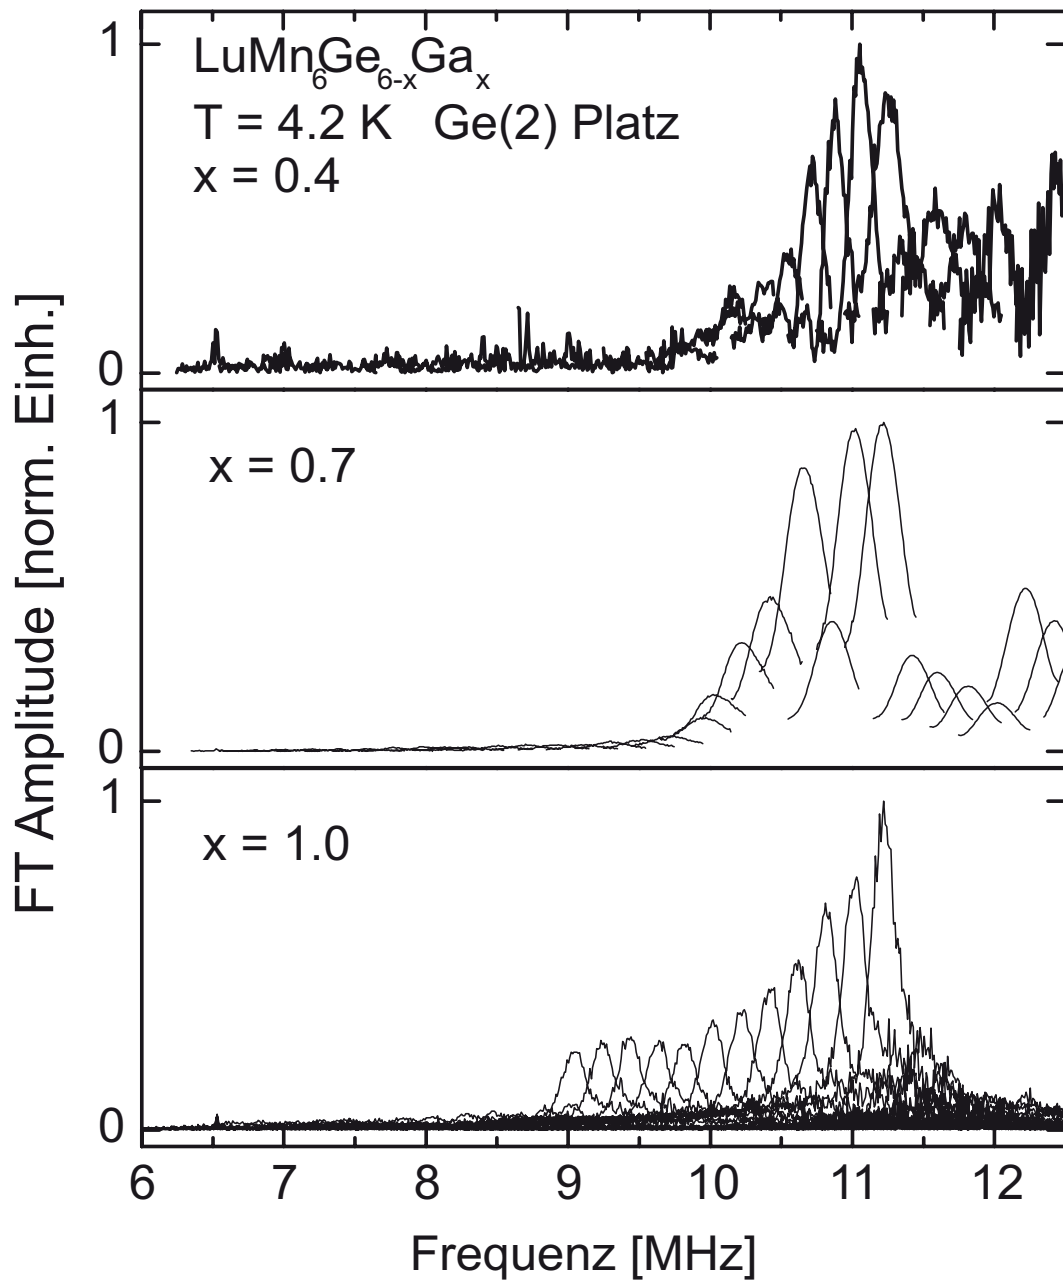 LuMn6Ge6-xGax
T = 4.2 K Ge(2) Platz
x = 0.4
1
0
x = 0.7
1
0
x = 1.0
1
0
FT Amplitude [norm. Einh.]
6 7 8 9 10 11 12
Frequenz [MHz]